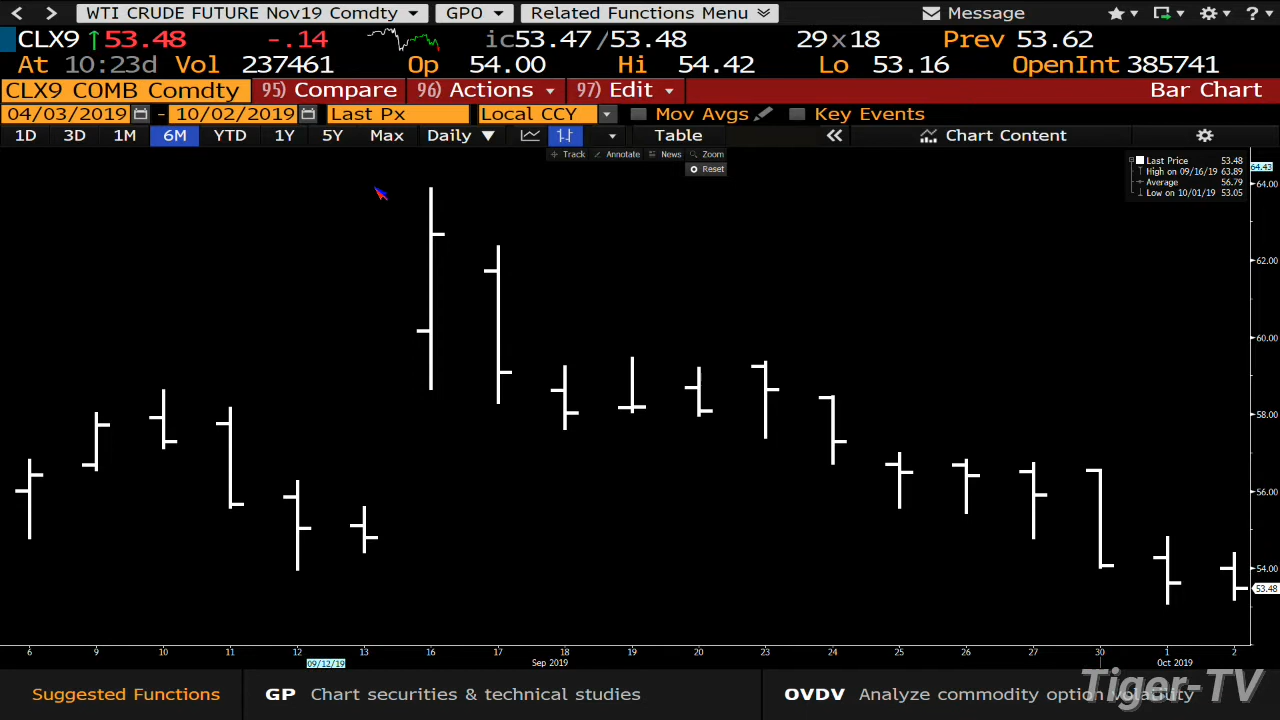 WTI CRUDE FUTURE Nov19 Comdty GPO Related Functions Menu Message ?
CLX9 ↑53.48 -.14 ic53.47/53.48 29x18 Prev 53.62
At 10:23d Vol 237461 Op 54.00 Hi 54.42 Lo 53.16 OpenInt 385741
CLX9 COMB Comdty 95) Compare 96) Actions 97) Edit Bar Chart
04/03/2019 - 10/02/2019 Last Px Local CCY Mov Avgs Key Events
1D 3D 1M 6M YTD 1Y 5Y Max Daily ▼ Table « Chart Content
Track Annotate News Zoom
Reset
Last Price 53.48
High on 09/16/19 63.89
Average 56.79
Low on 10/01/19 53.05
64.43
64.00
62.00
60.00
58.00
56.00
54.00
53.48
6 9 10 11 12 13 16 17 18 19 20 23 24 25 26 27 30 1 2
09/12/19 Sep 2019 Oct 2019
Suggested Functions GP Chart securities & technical studies OVDV Analyze commodity option volatility
Tiger-TV